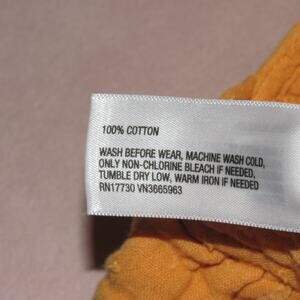 100% COTTON
WASH BEFORE WEAR, MACHINE WASH COLD,
ONLY NON-CHLORINE BLEACH IF NEEDED,
TUMBLE DRY LOW, WARM IRON IF NEEDED
RN17730 VN3665963